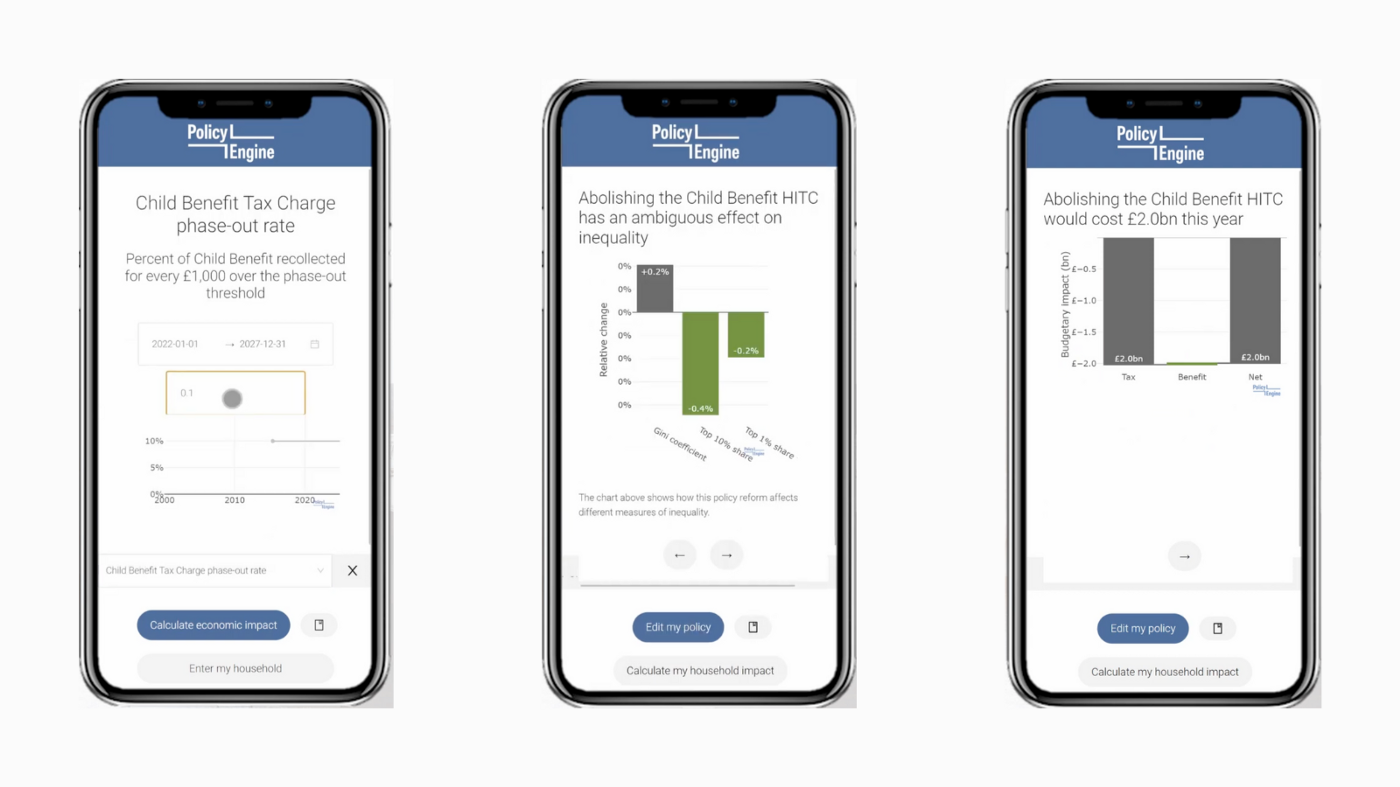 Policy
Engine
Child Benefit Tax Charge
phase-out rate
Percent of Child Benefit recollected
for every £1,000 over the phase-out
threshold
2022-01-01 → 2027-12-31
0.1
10%
5%
0%
2000 2010 2020
Policy
Engine
Child Benefit Tax Charge phase-out rate X
Calculate economic impact
Enter my household
Policy
Engine
Abolishing the Child Benefit HITC
has an ambiguous effect on
inequality
Relative change
0%
0%
0%
0%
0%
0%
0%
+0.2%
-0.4%
-0.2%
Gini coefficient
Top 10% share
Top 1% share
Policy
Engine
The chart above shows how this policy reform affects
different measures of inequality.
← →
Edit my policy
Calculate my household impact
Policy
Engine
Abolishing the Child Benefit HITC
would cost £2.0bn this year
Budgetary impact (bn)
£−0.5
£−1.0
£−1.5
£−2.0
£2.0bn £2.0bn
Tax Benefit Net
Policy
Engine
→
Edit my policy
Calculate my household impact